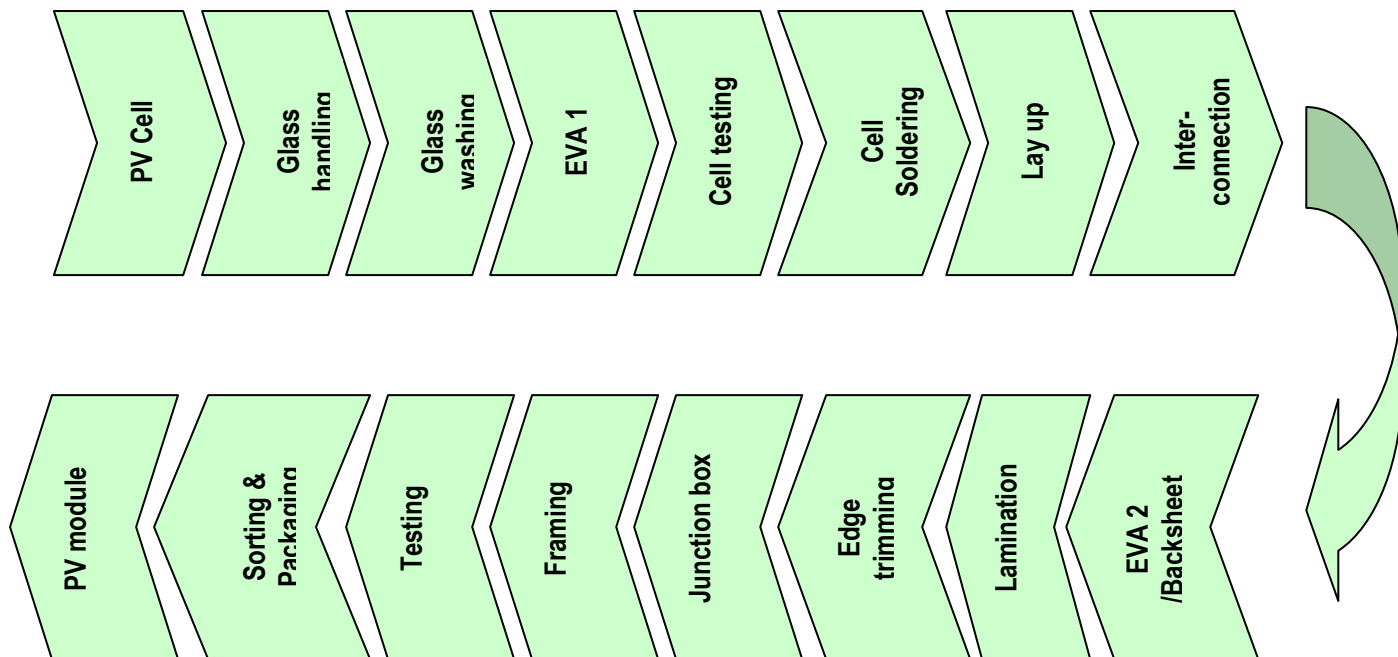 PV Cell
Glass
handling
Glass
washing
EVA 1
Cell testing
Cell
Soldering
Lay up
Inter-
connection
EVA 2
/Backsheet
Lamination
Edge
trimming
Junction box
Framing
Testing
Sorting &
Packaging
PV module